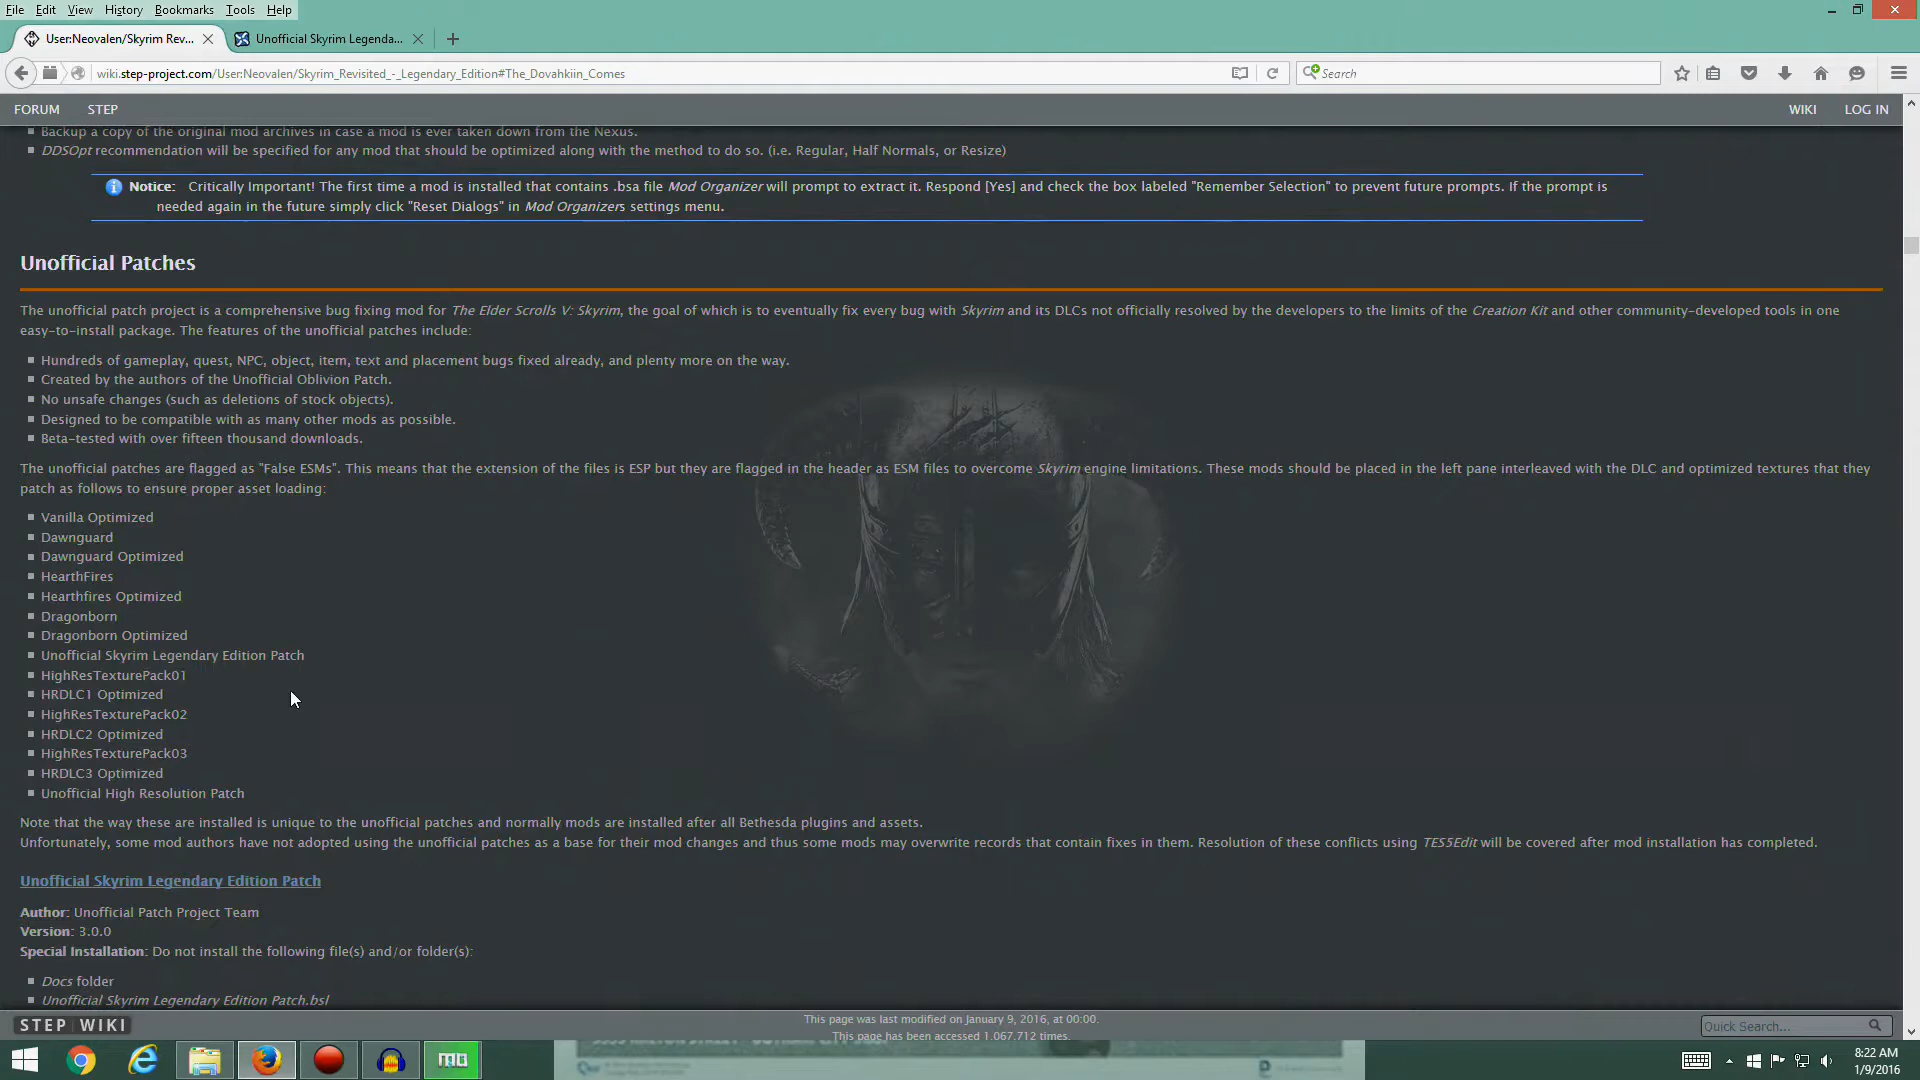 File Edit View History Bookmarks Tools Help
User:Neovalen/Skyrim Rev...
Unofficial Skyrim Legenda...
wiki.step-project.com/User:Neovalen/Skyrim_Revisited_-_Legendary_Edition#The_Dovahkiin_Comes
Search
FORUM STEP WIKI LOG IN
Backup a copy of the original mod archives in case a mod is ever taken down from the Nexus.
DDSOpt recommendation will be specified for any mod that should be optimized along with the method to do so. (i.e. Regular, Half Normals, or Resize)
Notice: Critically Important! The first time a mod is installed that contains .bsa file Mod Organizer will prompt to extract it. Respond [Yes] and check the box labeled "Remember Selection" to prevent future prompts. If the prompt is
needed again in the future simply click "Reset Dialogs" in Mod Organizers settings menu.
Unofficial Patches
The unofficial patch project is a comprehensive bug fixing mod for The Elder Scrolls V: Skyrim, the goal of which is to eventually fix every bug with Skyrim and its DLCs not officially resolved by the developers to the limits of the Creation Kit and other community-developed tools in one
easy-to-install package. The features of the unofficial patches include:
Hundreds of gameplay, quest, NPC, object, item, text and placement bugs fixed already, and plenty more on the way.
Created by the authors of the Unofficial Oblivion Patch.
No unsafe changes (such as deletions of stock objects).
Designed to be compatible with as many other mods as possible.
Beta-tested with over fifteen thousand downloads.
The unofficial patches are flagged as "False ESMs". This means that the extension of the files is ESP but they are flagged in the header as ESM files to overcome Skyrim engine limitations. These mods should be placed in the left pane interleaved with the DLC and optimized textures that they
patch as follows to ensure proper asset loading:
Vanilla Optimized
Dawnguard
Dawnguard Optimized
HearthFires
Hearthfires Optimized
Dragonborn
Dragonborn Optimized
Unofficial Skyrim Legendary Edition Patch
HighResTexturePack01
HRDLC1 Optimized
HighResTexturePack02
HRDLC2 Optimized
HighResTexturePack03
HRDLC3 Optimized
Unofficial High Resolution Patch
Note that the way these are installed is unique to the unofficial patches and normally mods are installed after all Bethesda plugins and assets.
Unfortunately, some mod authors have not adopted using the unofficial patches as a base for their mod changes and thus some mods may overwrite records that contain fixes in them. Resolution of these conflicts using TES5Edit will be covered after mod installation has completed.
Unofficial Skyrim Legendary Edition Patch
Author: Unofficial Patch Project Team
Version: 3.0.0
Special Installation: Do not install the following file(s) and/or folder(s):
Docs folder
Unofficial Skyrim Legendary Edition Patch.bsl
STEP WIKI
This page was last modified on January 9, 2016, at 00:00.
This page has been accessed 1,067,712 times.
Quick Search...
mo
8:22 AM
1/9/2016